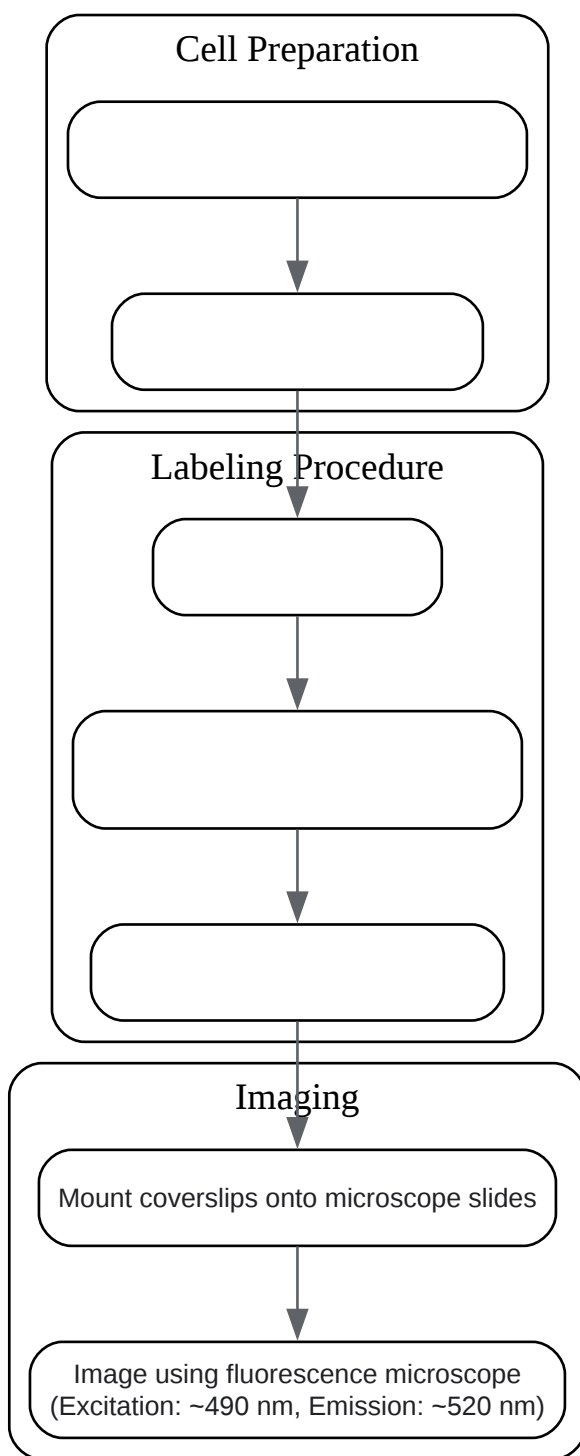 Cell Preparation
Labeling Procedure
Imaging
Mount coverslips onto microscope slides
Image using fluorescence microscope
(Excitation: ~490 nm, Emission: ~520 nm)